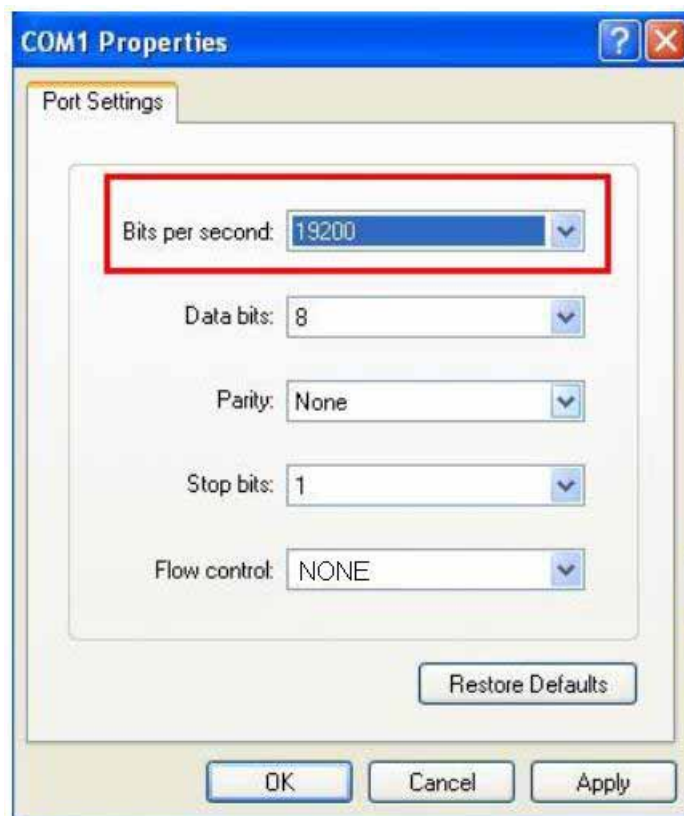 COM1 Properties
Port Settings
Bits per second: 19200
Data bits: 8
Parity: None
Stop bits: 1
Flow control: NONE
Restore Defaults
OK Cancel Apply